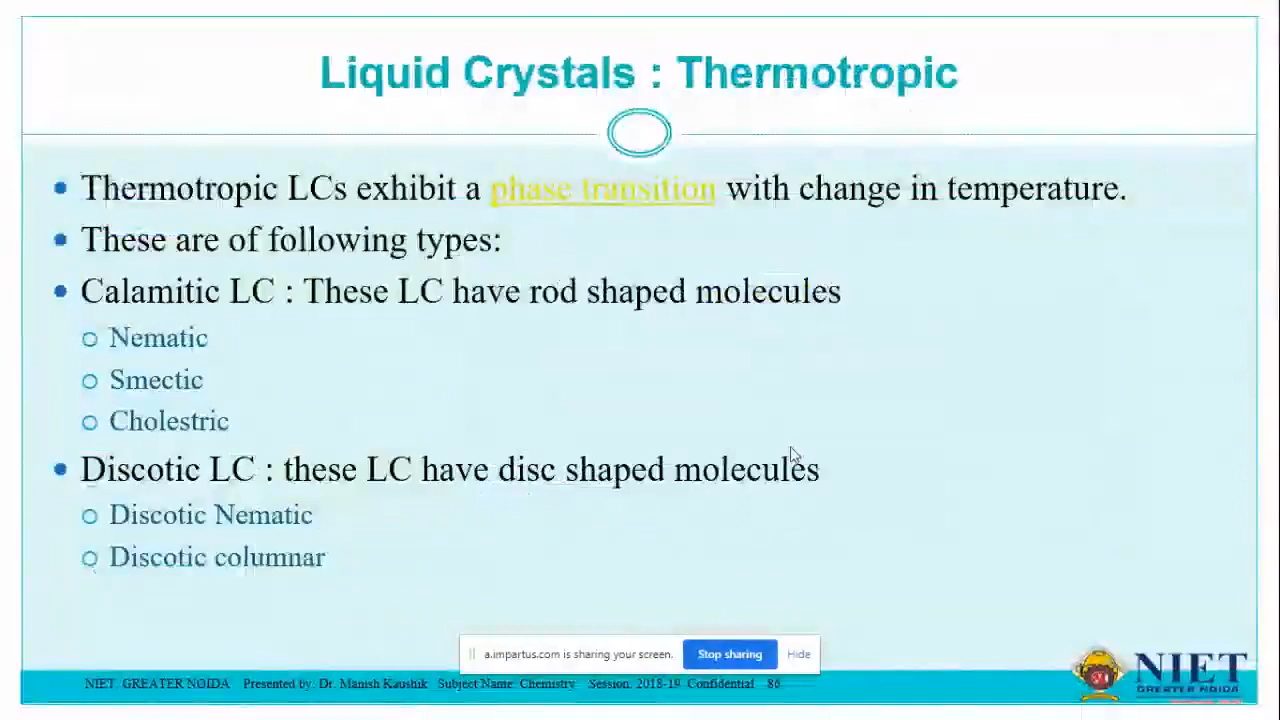 Liquid Crystals : Thermotropic
Thermotropic LCs exhibit a phase transition with change in temperature.
These are of following types:
Calamitic LC : These LC have rod shaped molecules
Nematic
Smectic
Cholestric
Discotic LC : these LC have disc shaped molecules
Discotic Nematic
Discotic columnar
a.impartus.com is sharing your screen. Stop sharing Hide
NIET, GREATER NOIDA Presented by: Dr. Manish Kaushik Subject Name: Chemistry Session. 2018-19. Confidential 86
NIET
GREATER NOIDA